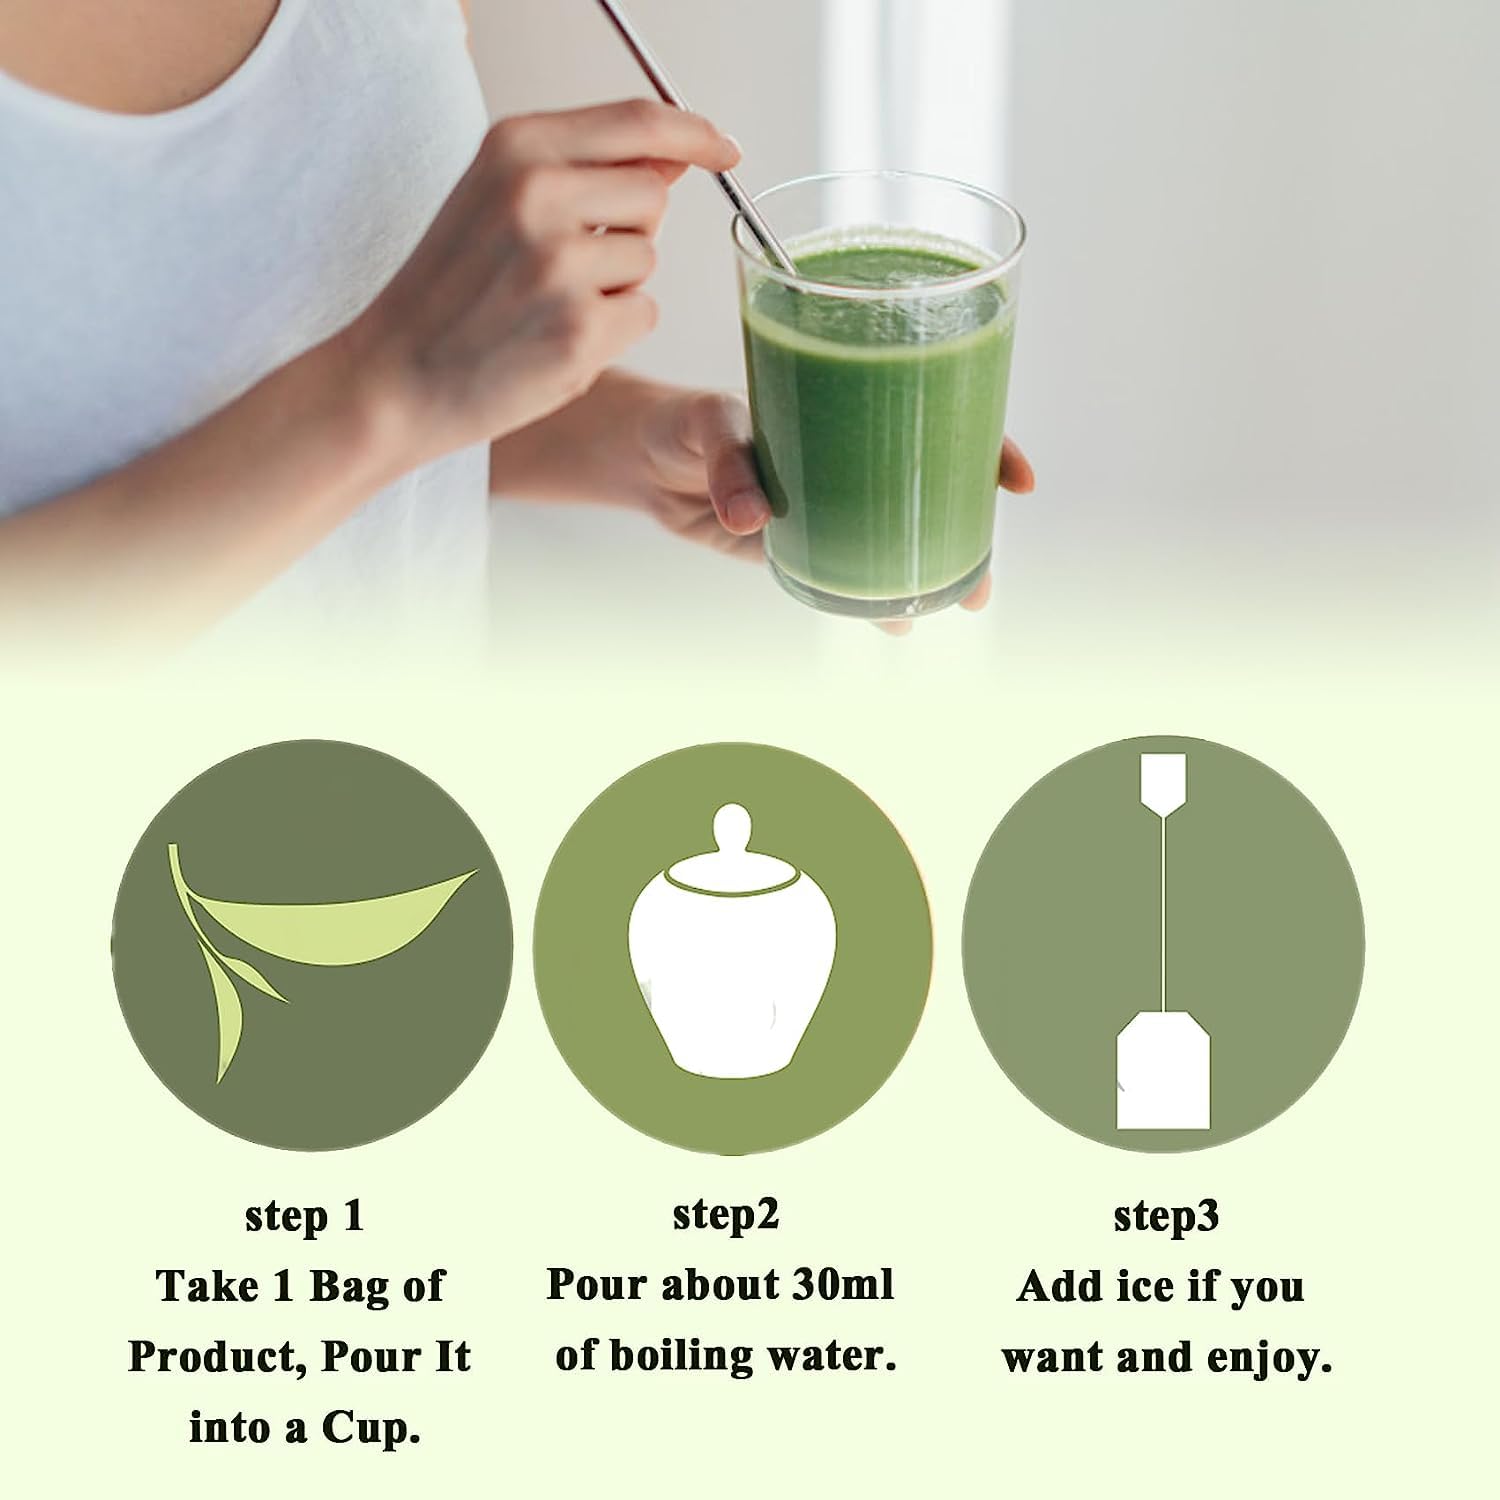 step 1
Take 1 Bag of
Product, Pour It
into a Cup.
step2
Pour about 30ml
of boiling water.
step3
Add ice if you
want and enjoy.